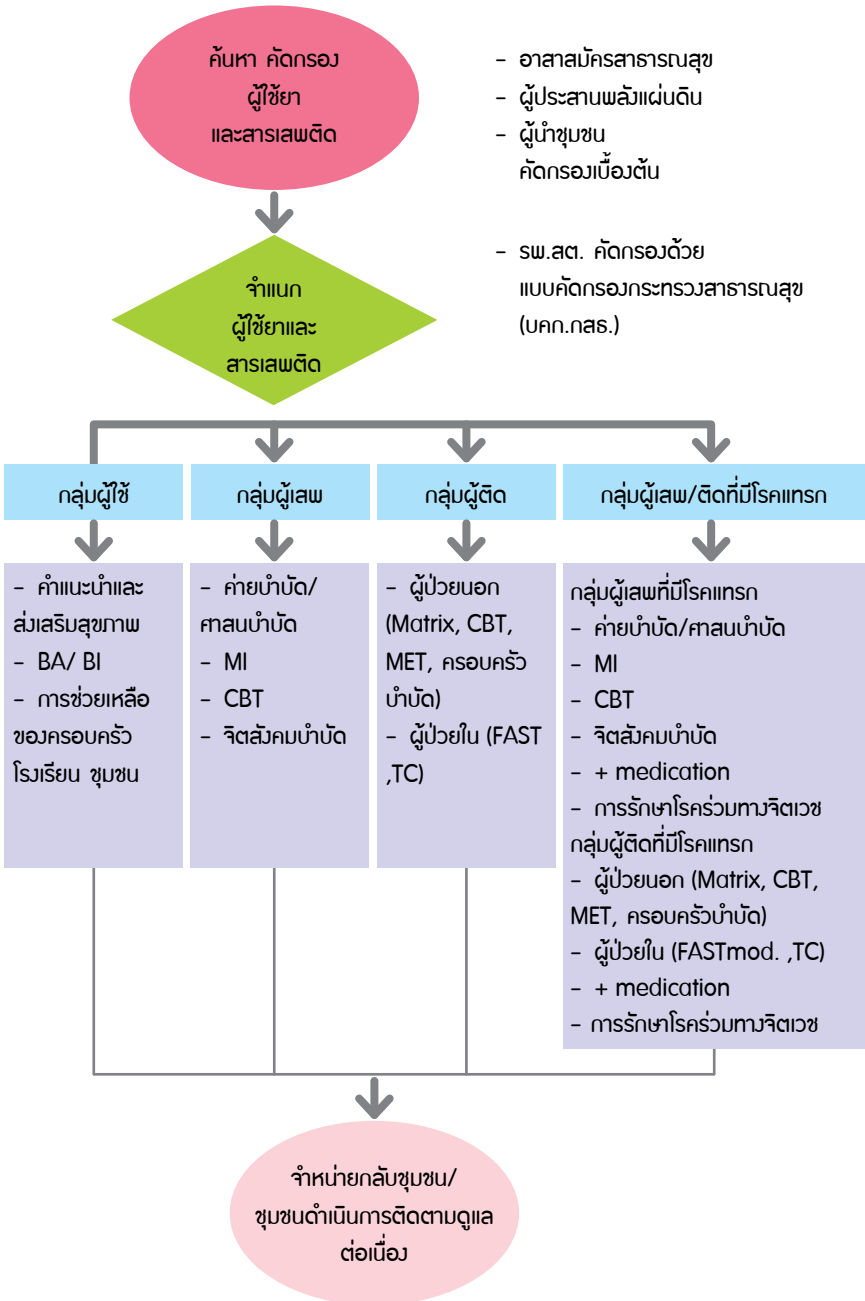 ค้นหา คัดกรอง
ผู้ใช้ยา
และสารเสพติด
- อาสาสมัครสาธารณสุข
- ผู้ประสานพลังแผ่นดิน
- ผู้นำชุมชน
คัดกรองเบื้องต้น
จำแนก
ผู้ใช้ยาและ
สารเสพติด
- รพ.สต. คัดกรองด้วย
แบบคัดกรองกระทรวงสาธารณสุข
(บคก.กสธ.)
กลุ่มผู้ใช้
- คำแนะนำและ
ส่งเสริมสุขภาพ
- BA/ BI
- การช่วยเหลือ
ของครอบครัว
โรงเรียน ชุมชน
กลุ่มผู้เสพ
- ค่ายบำบัด/
ศาสนบำบัด
- MI
- CBT
- จิตสังคมบำบัด
กลุ่มผู้ติด
- ผู้ป่วยนอก
(Matrix, CBT,
MET, ครอบครัว
บำบัด)
- ผู้ป่วยใน (FAST
,TC)
กลุ่มผู้เสพ/ติดที่มีโรคแทรก
กลุ่มผู้เสพที่มีโรคแทรก
- ค่ายบำบัด/ศาสนบำบัด
- MI
- CBT
- จิตสังคมบำบัด
- + medication
- การรักษาโรคร่วมทางจิตเวช
กลุ่มผู้ติดที่มีโรคแทรก
- ผู้ป่วยนอก (Matrix, CBT,
MET, ครอบครัวบำบัด)
- ผู้ป่วยใน (FASTmod. ,TC)
- + medication
- การรักษาโรคร่วมทางจิตเวช
จำหน่ายกลับชุมชน/
ชุมชนดำเนินการติดตามดูแล
ต่อเนื่อง